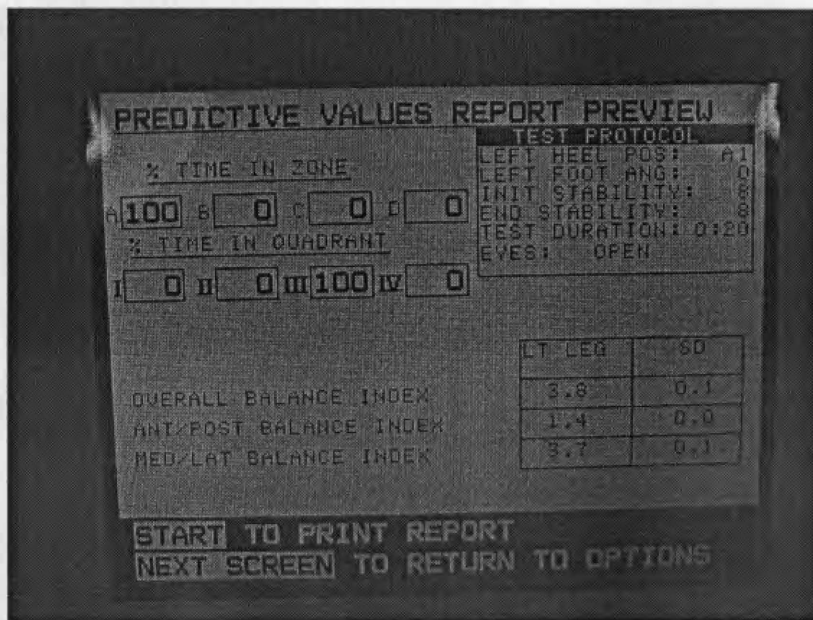 PREDICTIVE VALUES REPORT PREVIEW
TEST PROTOCOL
LEFT HEEL POS: A1
LEFT FOOT ANG: 0
INIT STABILITY: 8
END STABILITY: 8
TEST DURATION: 0:20
EYES: OPEN
% TIME IN ZONE
A 100 B 0 C 0 D 0
% TIME IN QUADRANT
I 0 II 0 III 100 IV 0
LT LEG SD
OVERALL BALANCE INDEX 3.8 0.1
ANT/POST BALANCE INDEX 1.4 0.0
MED/LAT BALANCE INDEX 3.7 0.1
START TO PRINT REPORT
NEXT SCREEN TO RETURN TO OPTIONS